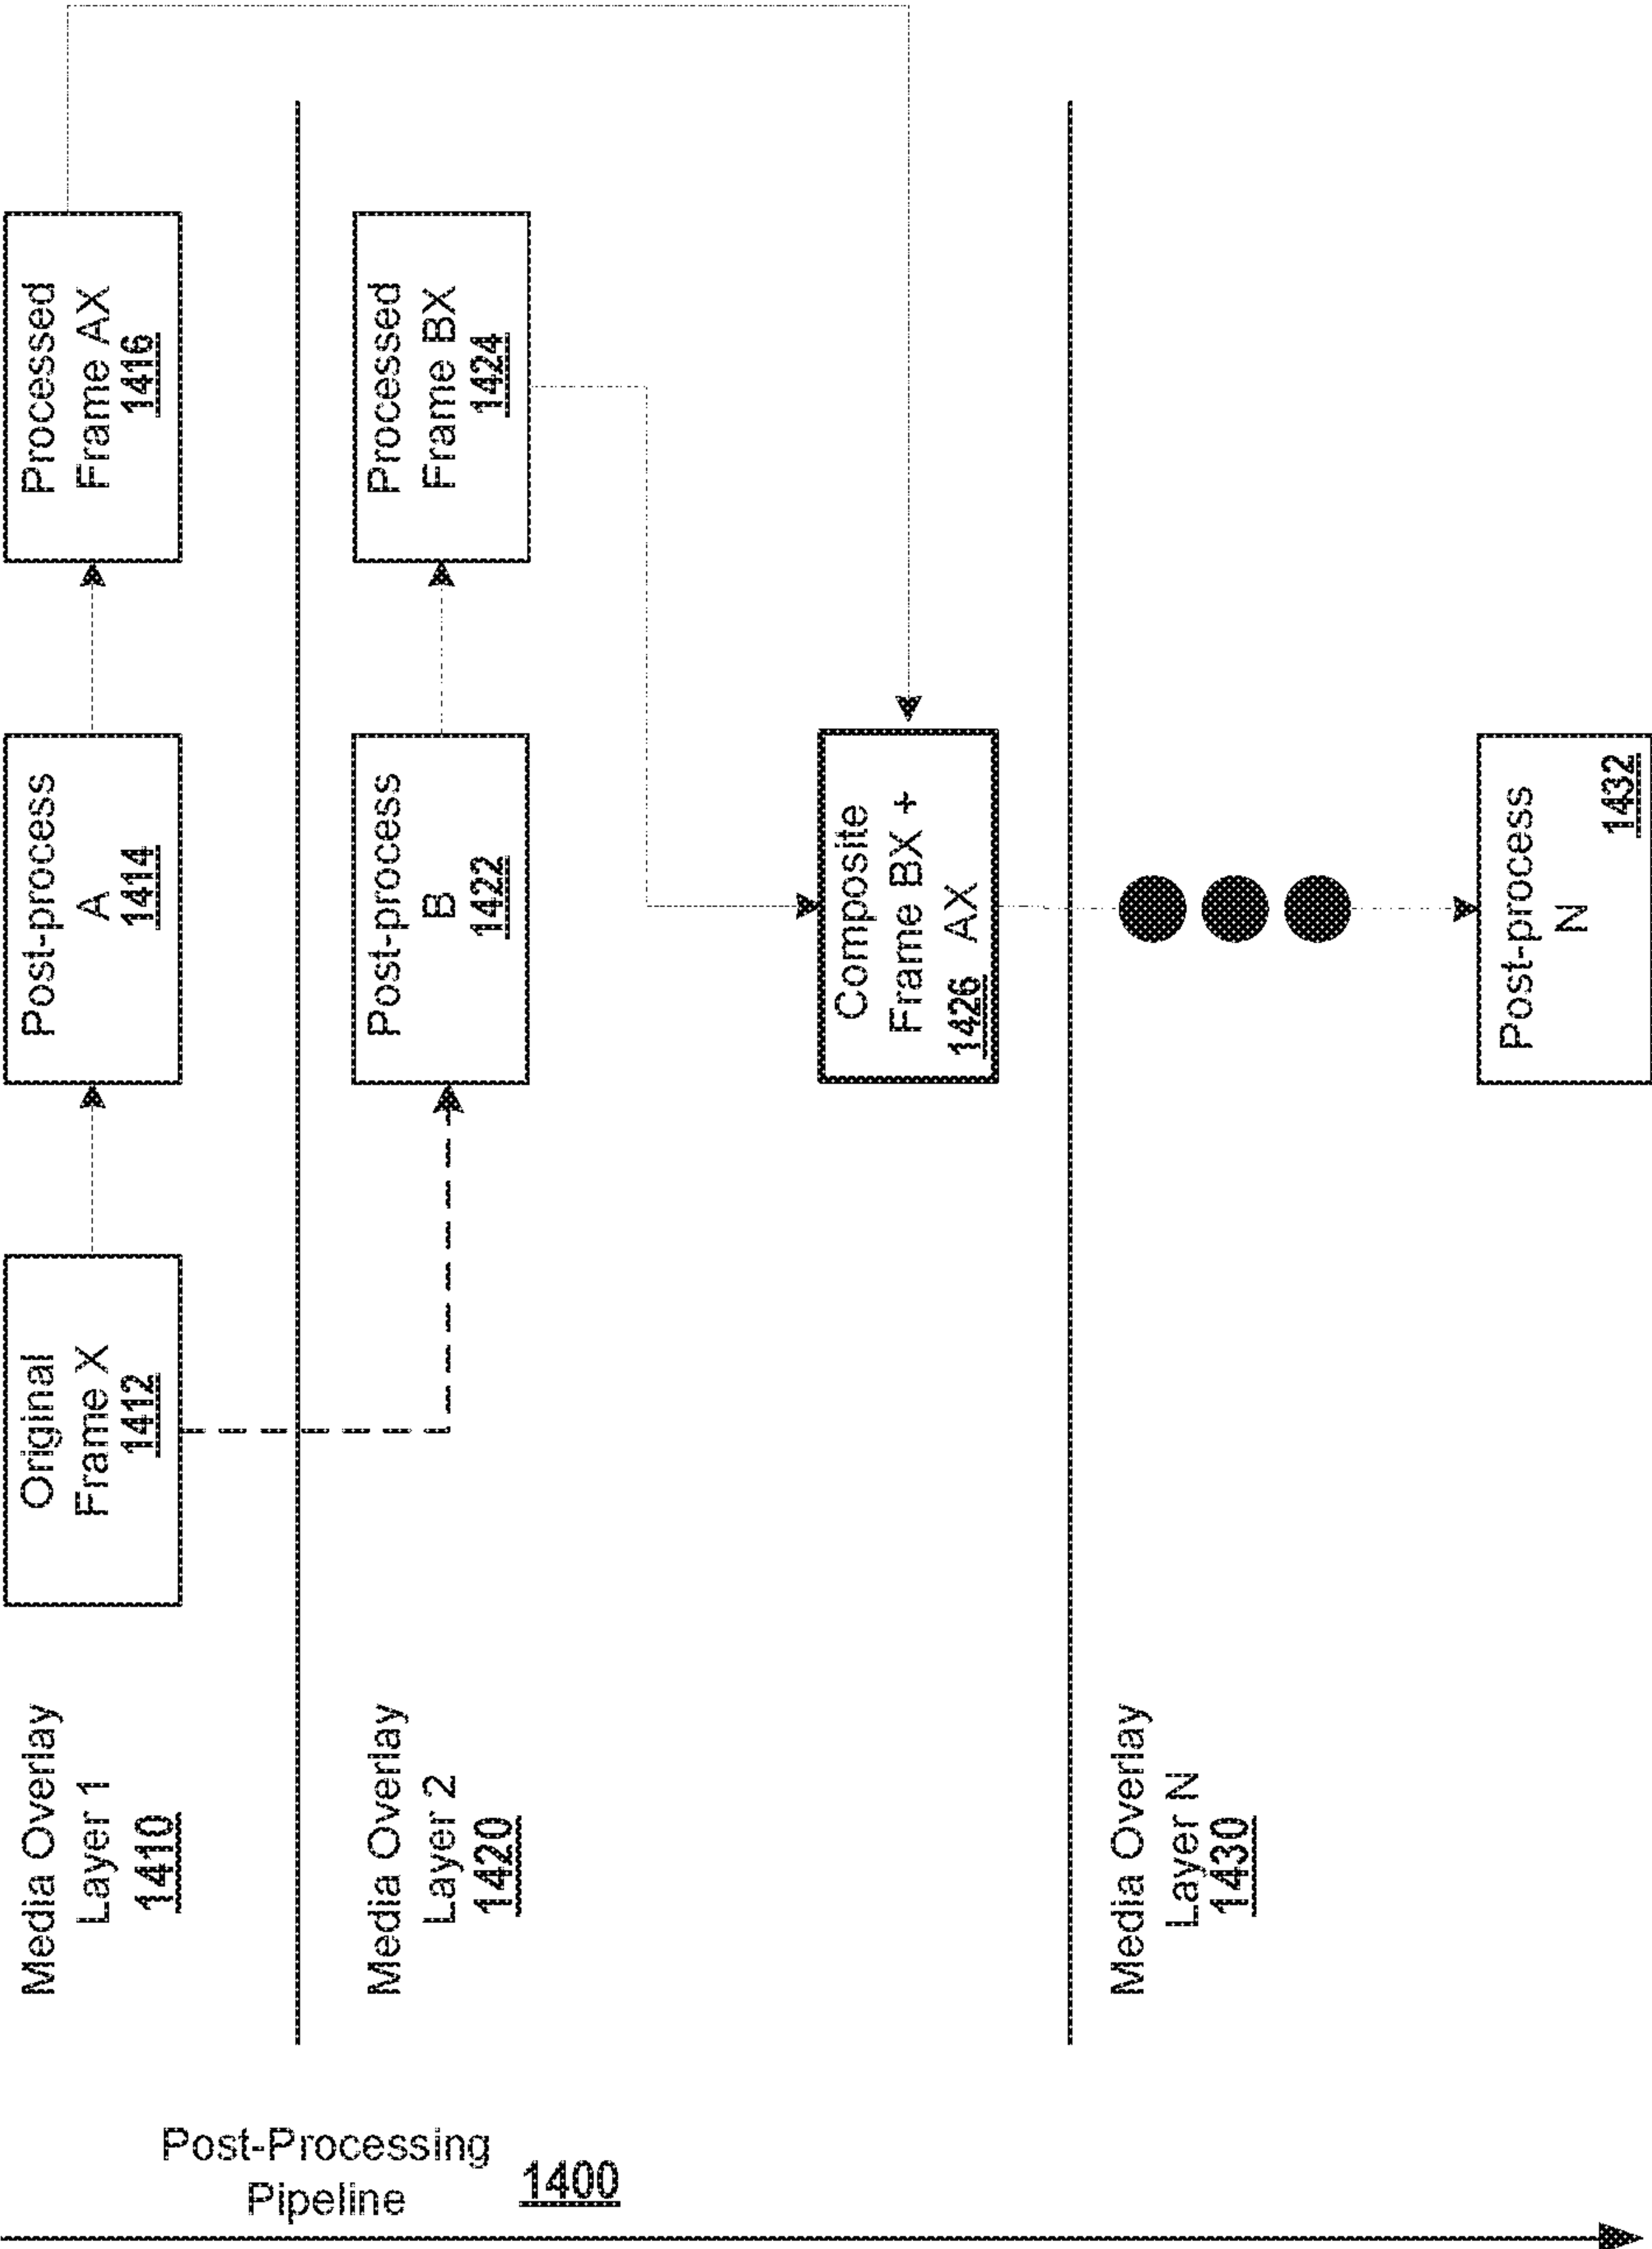 Media Overlay
Layer 1
1410
Original
Frame X
1412
Post-process
A
1414
Processed
Frame AX
1416
Media Overlay
Layer 2
1420
Post-process
B
1422
Processed
Frame BX
1424
Composite
Frame BX +
1426 AX
Media Overlay
Layer N
1430
Post-process
N
1432
Post-Processing
Pipeline
1400